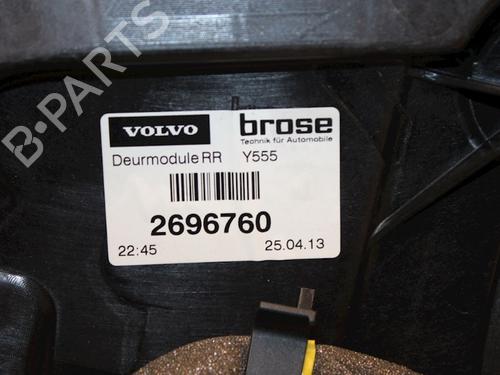 B-PARTS
VOLVO brose
Technik für Automobile
Deurmodule RR Y555
2696760
22:45 25.04.13